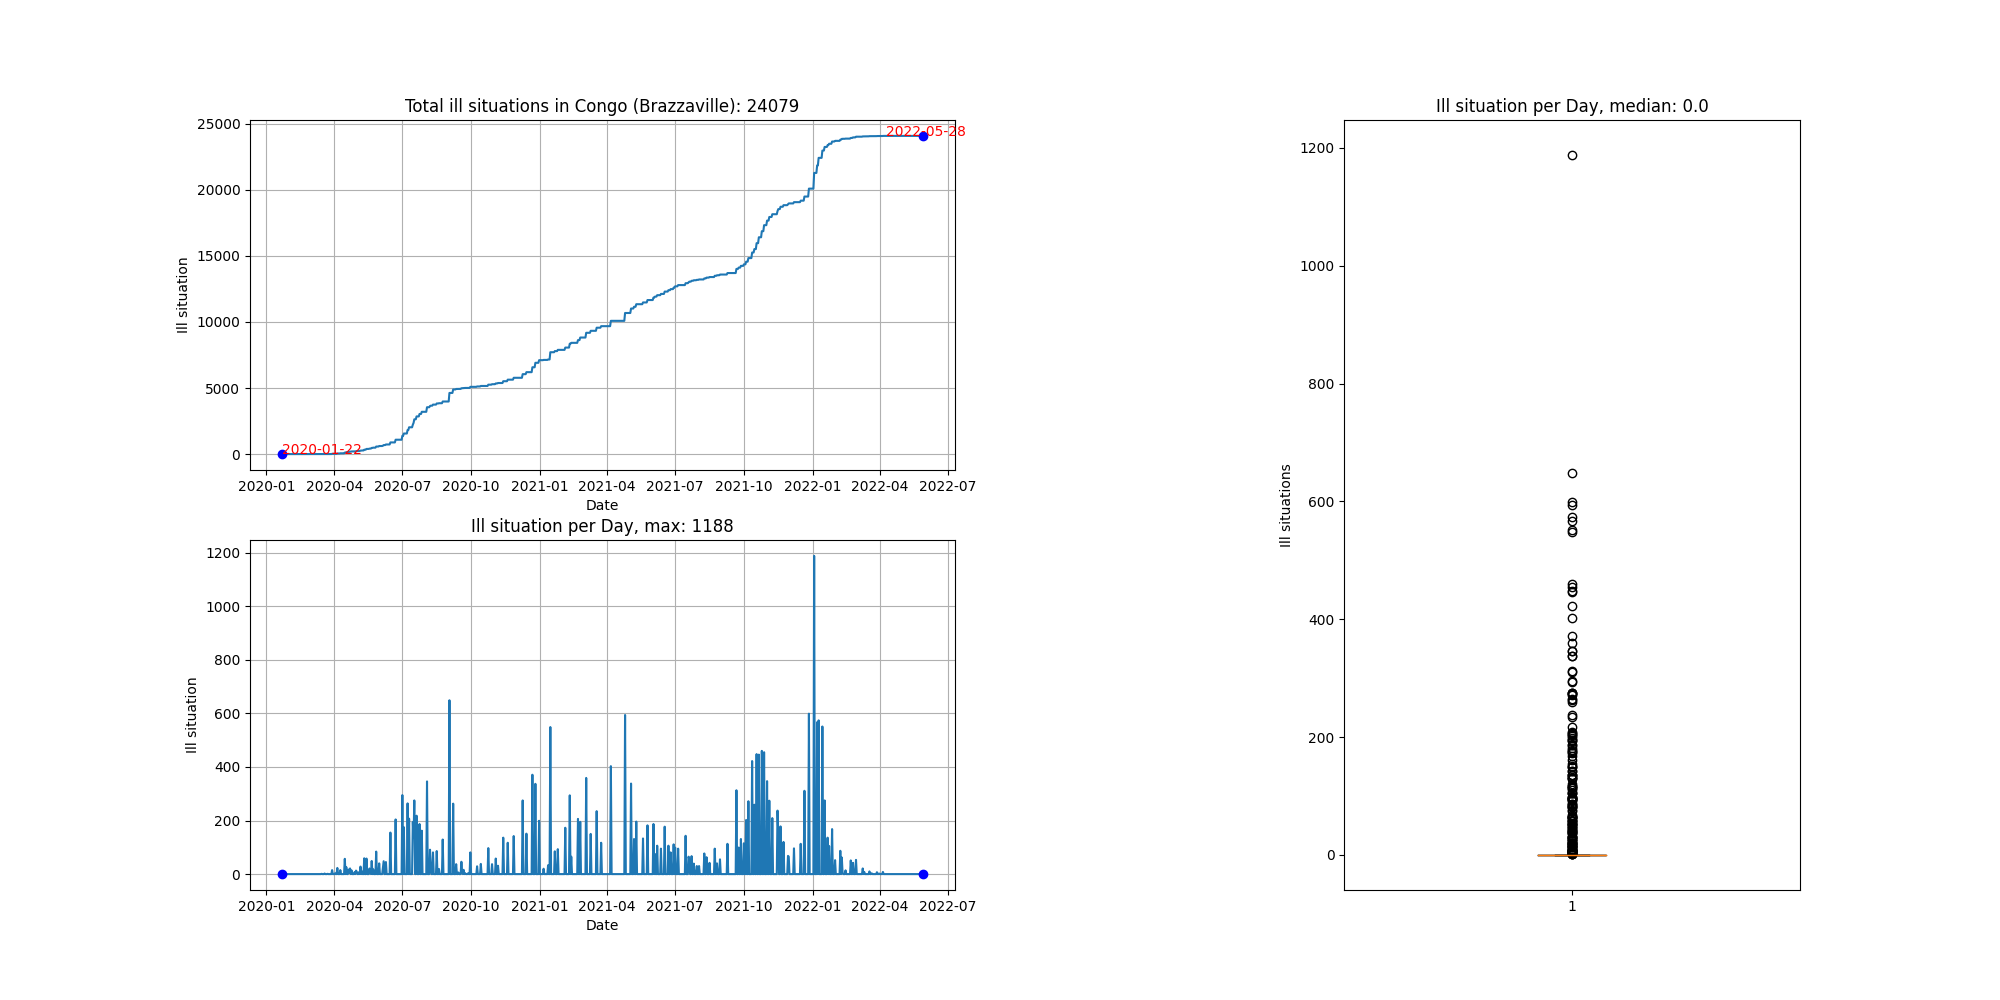 Total ill situations in Congo (Brazzaville): 24079
25000
20000
15000
10000
5000
0
Ill situation
2020-01-22
2022-05-28
2020-01 2020-04 2020-07 2020-10 2021-01 2021-04 2021-07 2021-10 2022-01 2022-04 2022-07
Date
Ill situation per Day, max: 1188
1200
1000
800
600
400
200
0
Ill situation
2020-01 2020-04 2020-07 2020-10 2021-01 2021-04 2021-07 2021-10 2022-01 2022-04 2022-07
Date
Ill situation per Day, median: 0.0
1200
1000
800
600
400
200
0
Ill situations
1